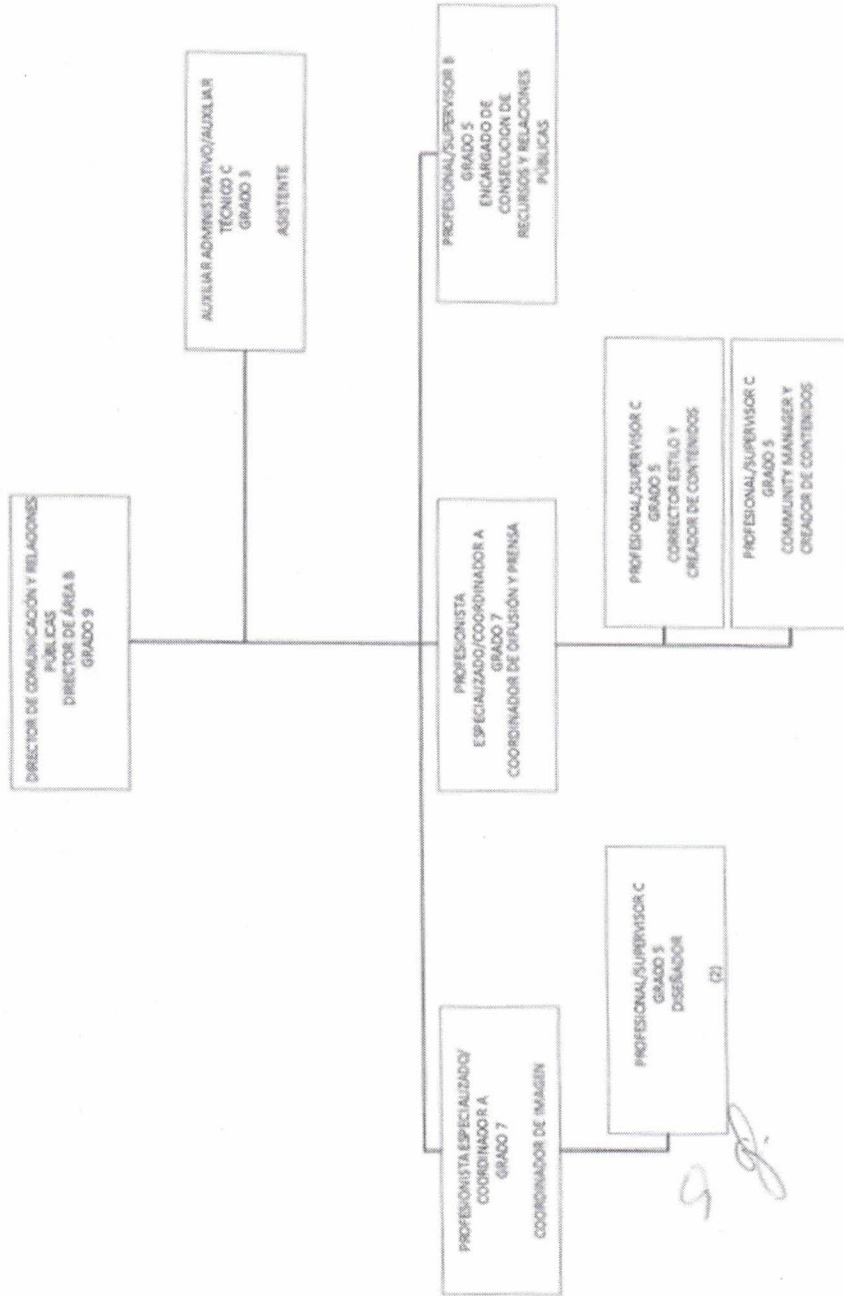 DIRECTOR DE COMUNICACIÓN Y RELACIONES
PÚBLICAS
DIRECTOR DE ÁREA B
GRADO 9
AUXILIAR ADMINISTRATIVO/AUXILIAR
TÉCNICO C
GRADO 3
ASISTENTE
PROFESIONISTA ESPECIALIZADO/
COORDINADOR A
GRADO 7
COORDINADOR DE IMAGEN
PROFESIONISTA
ESPECIALIZADO/COORDINADOR A
GRADO 7
COORDINADOR DE DIFUSIÓN Y PRENSA
PROFESIONAL/SUPERVISOR B
GRADO 5
ENCARGADO DE
CONSECUCION DE
RECURSOS Y RELACIONES
PÚBLICAS
PROFESIONAL/SUPERVISOR C
GRADO 5
DISEÑADOR
(2)
PROFESIONAL/SUPERVISOR C
GRADO 5
CORRECTOR ESTILO Y
CREADOR DE CONTENIDOS
PROFESIONAL/SUPERVISOR C
GRADO 5
COMMUNITY MANAGER Y
CREADOR DE CONTENIDOS